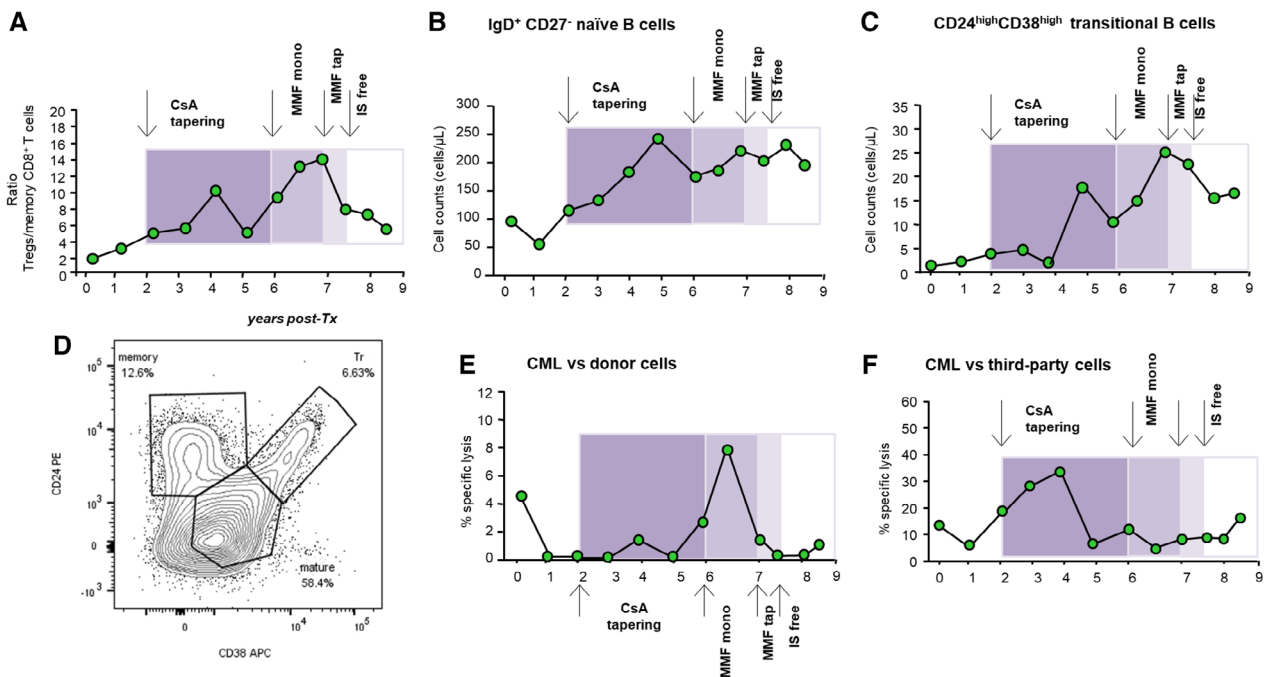 A
CsA
tapering
MMF mono
MMF tap
IS free
Ratio
Tregs/memory CD8⁺ T cells
20
18
16
14
12
10
8
6
4
2
0
0 1 2 3 4 5 6 7 8 9
years post-Tx
B
IgD⁺ CD27⁻ naïve B cells
CsA
tapering
MMF mono
MMF tap
IS free
Cell counts (cells/µL)
300
250
200
150
100
50
0
0 1 2 3 4 5 6 7 8 9
C
CD24ʰⁱᵍʰCD38ʰⁱᵍʰ transitional B cells
CsA
tapering
MMF mono
MMF tap
IS free
Cell counts (cells/µL)
35
30
25
20
15
10
5
0
0 1 2 3 4 5 6 7 8 9
D
memory
12.6%
Tr
6.63%
mature
58.4%
CD24 PE
10⁵
10⁴
10³
0
-10³
0 10⁴ 10⁵
CD38 APC
E
CML vs donor cells
% specific lysis
12
10
8
6
4
2
0
0 1 2 3 4 5 6 7 8 9
CsA
tapering
MMF mono
MMF tap
IS free
F
CML vs third-party cells
CsA
tapering
MMF mono
IS free
% specific lysis
60
50
40
30
20
10
0
0 1 2 3 4 5 6 7 8 9